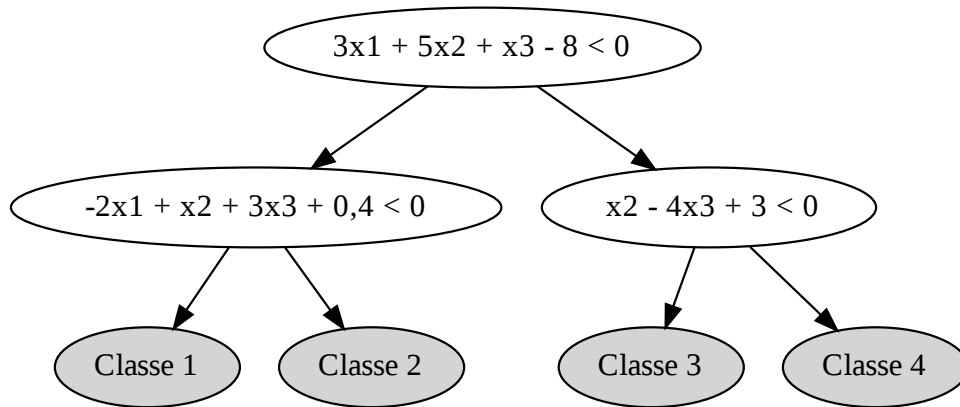 3x1 + 5x2 + x3 - 8 < 0
-2x1 + x2 + 3x3 + 0,4 < 0
x2 - 4x3 + 3 < 0
Classe 1
Classe 2
Classe 3
Classe 4